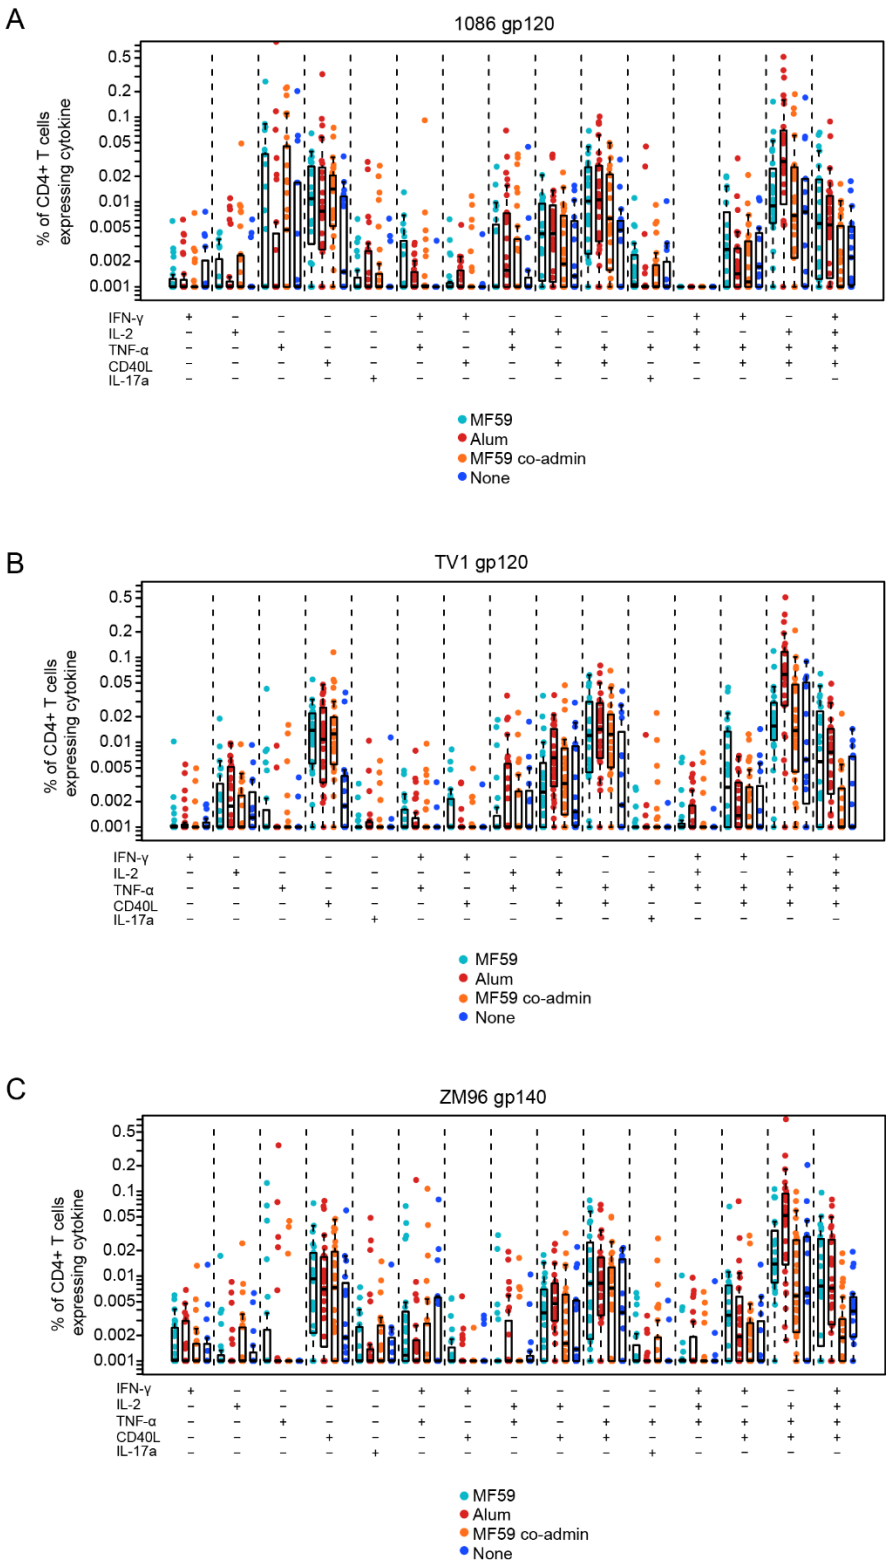 A
1086 gp120
% of CD4+ T cells
expressing cytokine
0.5
0.2
0.1
0.05
0.02
0.01
0.005
0.002
0.001
IFN-γ + − − − − + + − − − − + + − +
IL-2 − + − − − − − + + − − + − + +
TNF-α − − + − − + − + − + + + + + +
CD40L − − − + − − + − + + − − + + +
IL-17a − − − − + − − − − − + − − − −
MF59
Alum
MF59 co-admin
None
B
TV1 gp120
% of CD4+ T cells
expressing cytokine
0.5
0.2
0.1
0.05
0.02
0.01
0.005
0.002
0.001
IFN-γ + − − − − + + − − − − + + − +
IL-2 − + − − − − − + + − − + − + +
TNF-α − − + − − + − + − + + + + + +
CD40L − − − + − − + − + + − − + + +
IL-17a − − − − + − − − − − + − − − −
MF59
Alum
MF59 co-admin
None
C
ZM96 gp140
% of CD4+ T cells
expressing cytokine
0.5
0.2
0.1
0.05
0.02
0.01
0.005
0.002
0.001
IFN-γ + − − − − + + − − − − + + − +
IL-2 − + − − − − − + + − − + − + +
TNF-α − − + − − + − + − + + + + + +
CD40L − − − + − − + − + + − − + + +
IL-17a − − − − + − − − − − + − − − −
MF59
Alum
MF59 co-admin
None